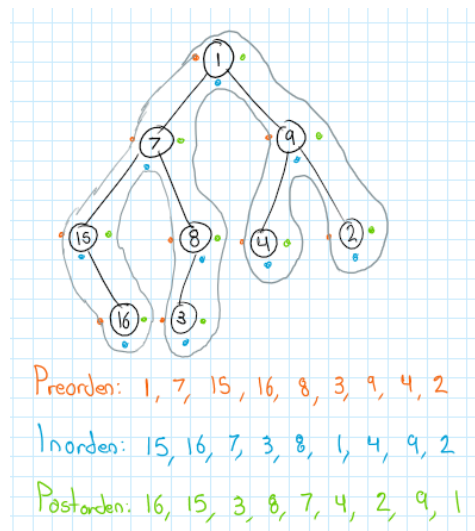 1
7 9
15 8 4 2
16 3
Preorden: 1, 7, 15, 16, 8, 3, 9, 4, 2
Inorden: 15, 16, 7, 3, 8, 1, 4, 9, 2
Postorden: 16, 15, 3, 8, 7, 4, 2, 9, 1